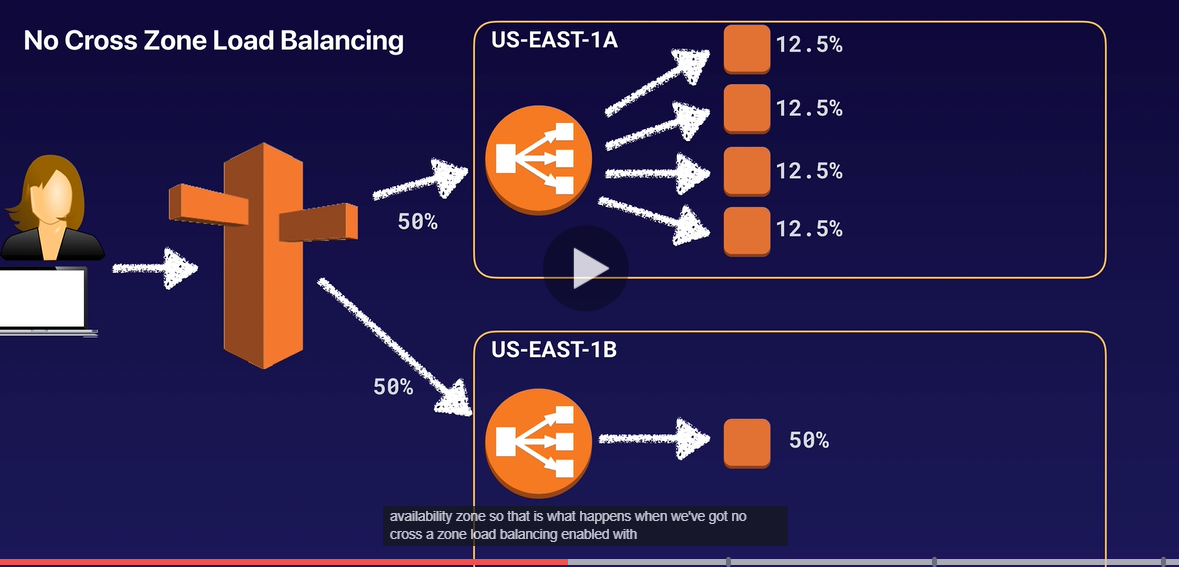 No Cross Zone Load Balancing
US-EAST-1A
12.5%
12.5%
12.5%
12.5%
50%
US-EAST-1B
50%
50%
availability zone so that is what happens when we've got no
cross a zone load balancing enabled with